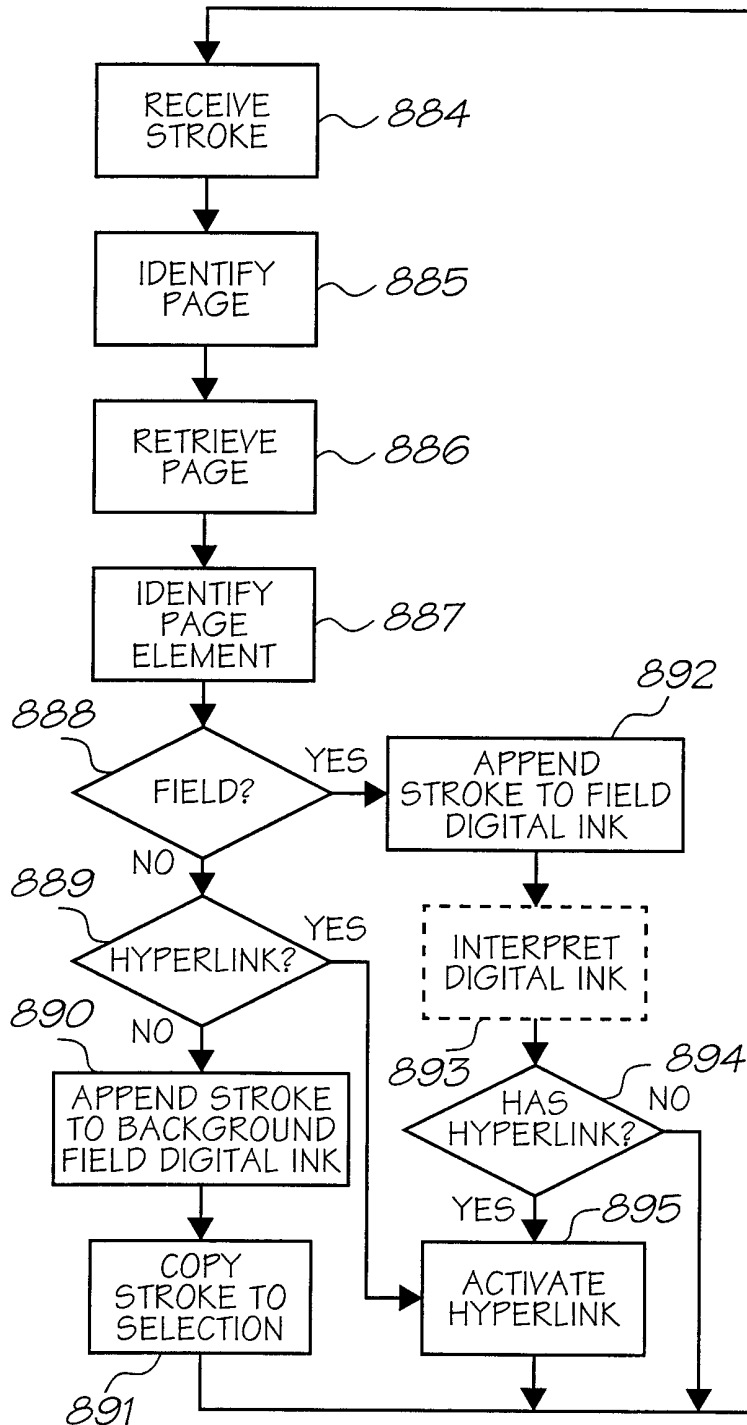 RECEIVE
STROKE
884
IDENTIFY
PAGE
885
RETRIEVE
PAGE
886
IDENTIFY
PAGE
ELEMENT
887
888
FIELD?
YES
NO
892
APPEND
STROKE TO FIELD
DIGITAL INK
889
HYPERLINK?
YES
NO
INTERPRET
DIGITAL INK
893
890
APPEND STROKE
TO BACKGROUND
FIELD DIGITAL INK
894
HAS
HYPERLINK?
NO
YES
COPY
STROKE TO
SELECTION
891
895
ACTIVATE
HYPERLINK